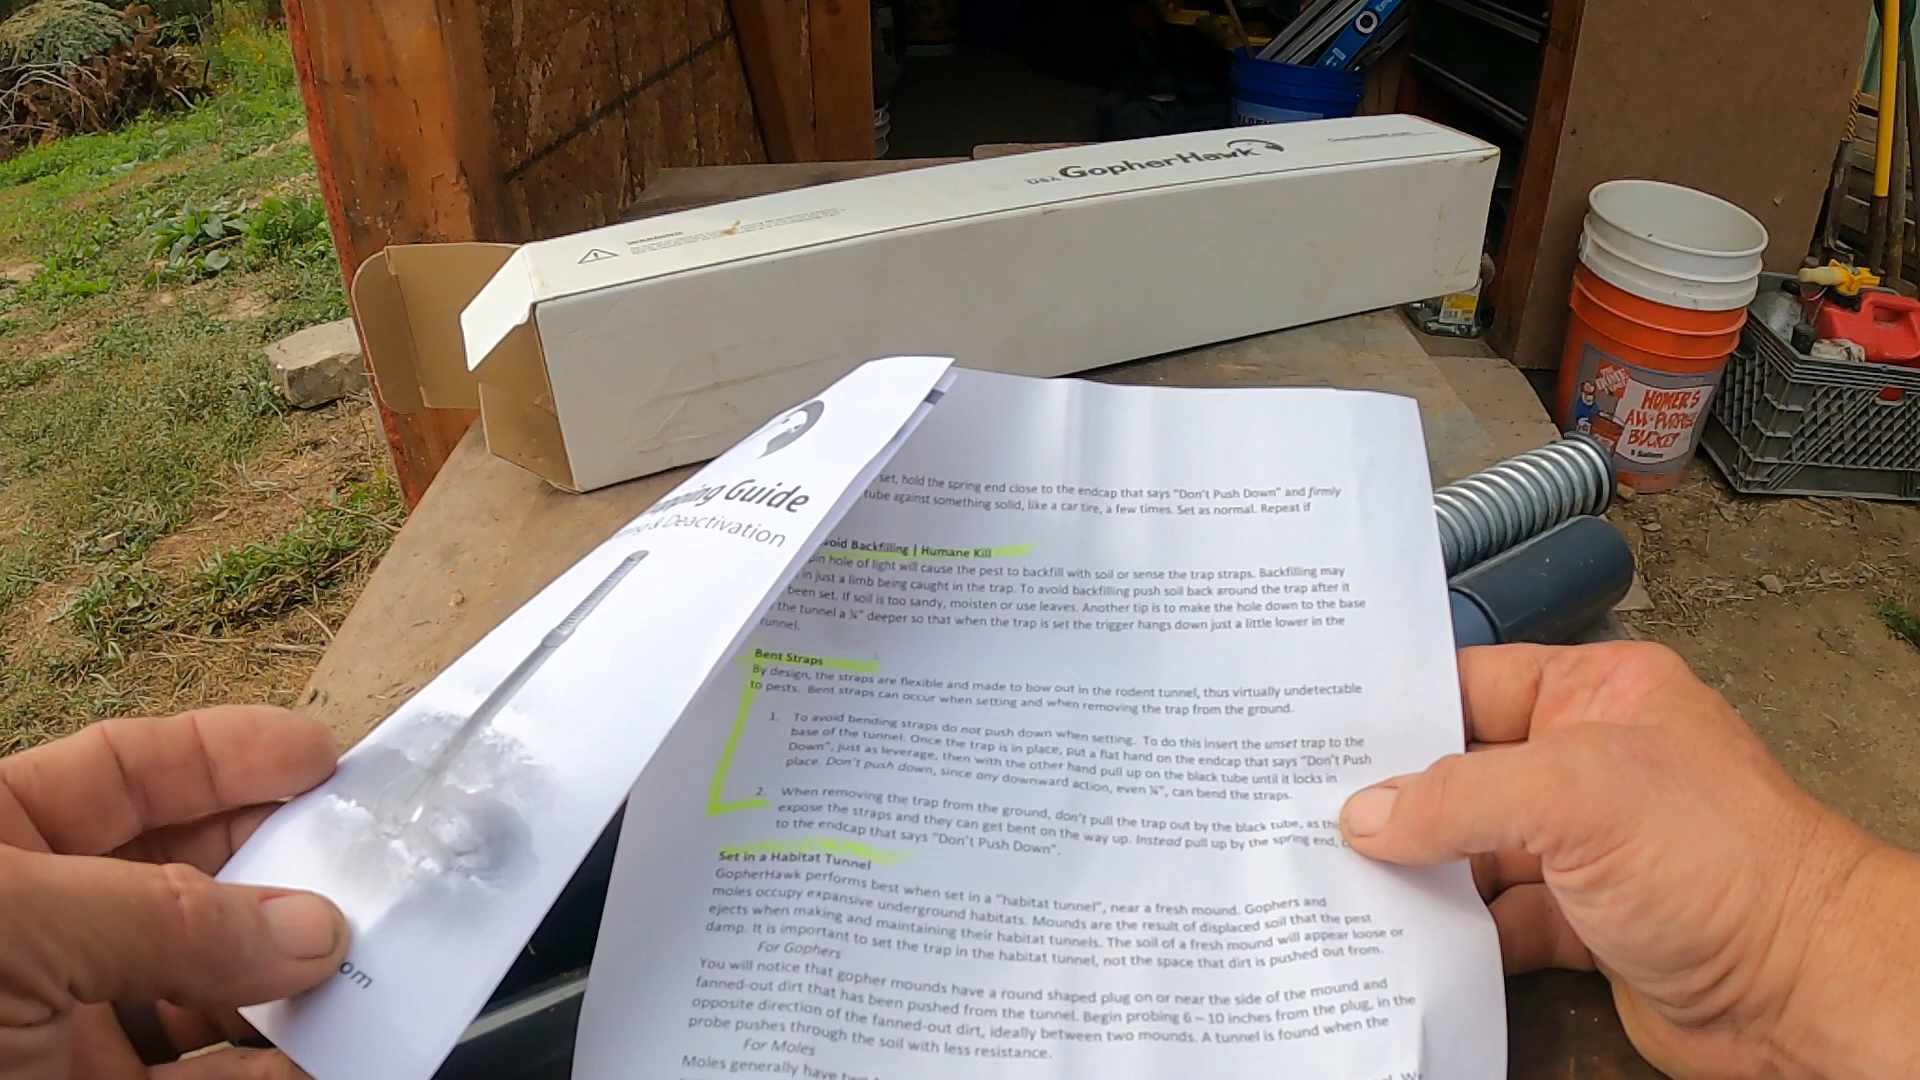 WARNING
USA GopherHawk
HOMER'S
ALL-PURPOSE
BUCKET
5 Gallons
Guide
& Deactivation
om
set, hold the spring end close to the endcap that says "Don't Push Down" and firmly
tube against something solid, like a car tire, a few times. Set as normal. Repeat if
Backfilling | Humane Kill
hole of light will cause the pest to backfill with soil or sense the trap straps. Backfilling may
in just a limb being caught in the trap. To avoid backfilling push soil back around the trap after it
been set. If soil is too sandy, moisten or use leaves. Another tip is to make the hole down to the base
the tunnel a ¼" deeper so that when the trap is set the trigger hangs down just a little lower in the
tunnel.
Bent Straps
By design, the straps are flexible and made to bow out in the rodent tunnel, thus virtually undetectable
to pests. Bent straps can occur when setting and when removing the trap from the ground.
1. To avoid bending straps do not push down when setting. To do this insert the unset trap to the
base of the tunnel. Once the trap is in place, put a flat hand on the endcap that says "Don't Push
Down", just as leverage, then with the other hand pull up on the black tube until it locks in
place. Don't push down, since any downward action, even ¼", can bend the straps.
2. When removing the trap from the ground, don't pull the trap out by the black tube, as
expose the straps and they can get bent on the way up. Instead pull up by the spring end,
to the endcap that says "Don't Push Down".
Set in a Habitat Tunnel
GopherHawk performs best when set in a "habitat tunnel", near a fresh mound. Gophers and
moles occupy expansive underground habitats. Mounds are the result of displaced soil that the pest
ejects when making and maintaining their habitat tunnels. The soil of a fresh mound will appear loose or
damp. It is important to set the trap in the habitat tunnel, not the space that dirt is pushed out from.
For Gophers
You will notice that gopher mounds have a round shaped plug on or near the side of the mound and
fanned-out dirt that has been pushed from the tunnel. Begin probing 6 – 10 inches from the plug, in the
opposite direction of the fanned-out dirt, ideally between two mounds. A tunnel is found when the
probe pushes through the soil with less resistance.
For Moles
Moles generally have